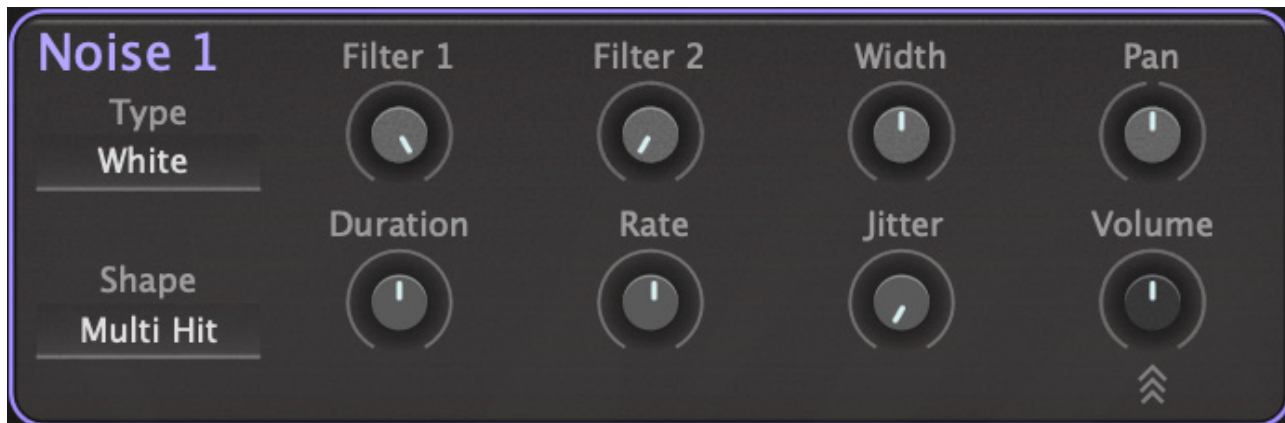 Noise 1
Filter 1
Filter 2
Width
Pan
Type
White
Duration
Rate
Jitter
Volume
Shape
Multi Hit